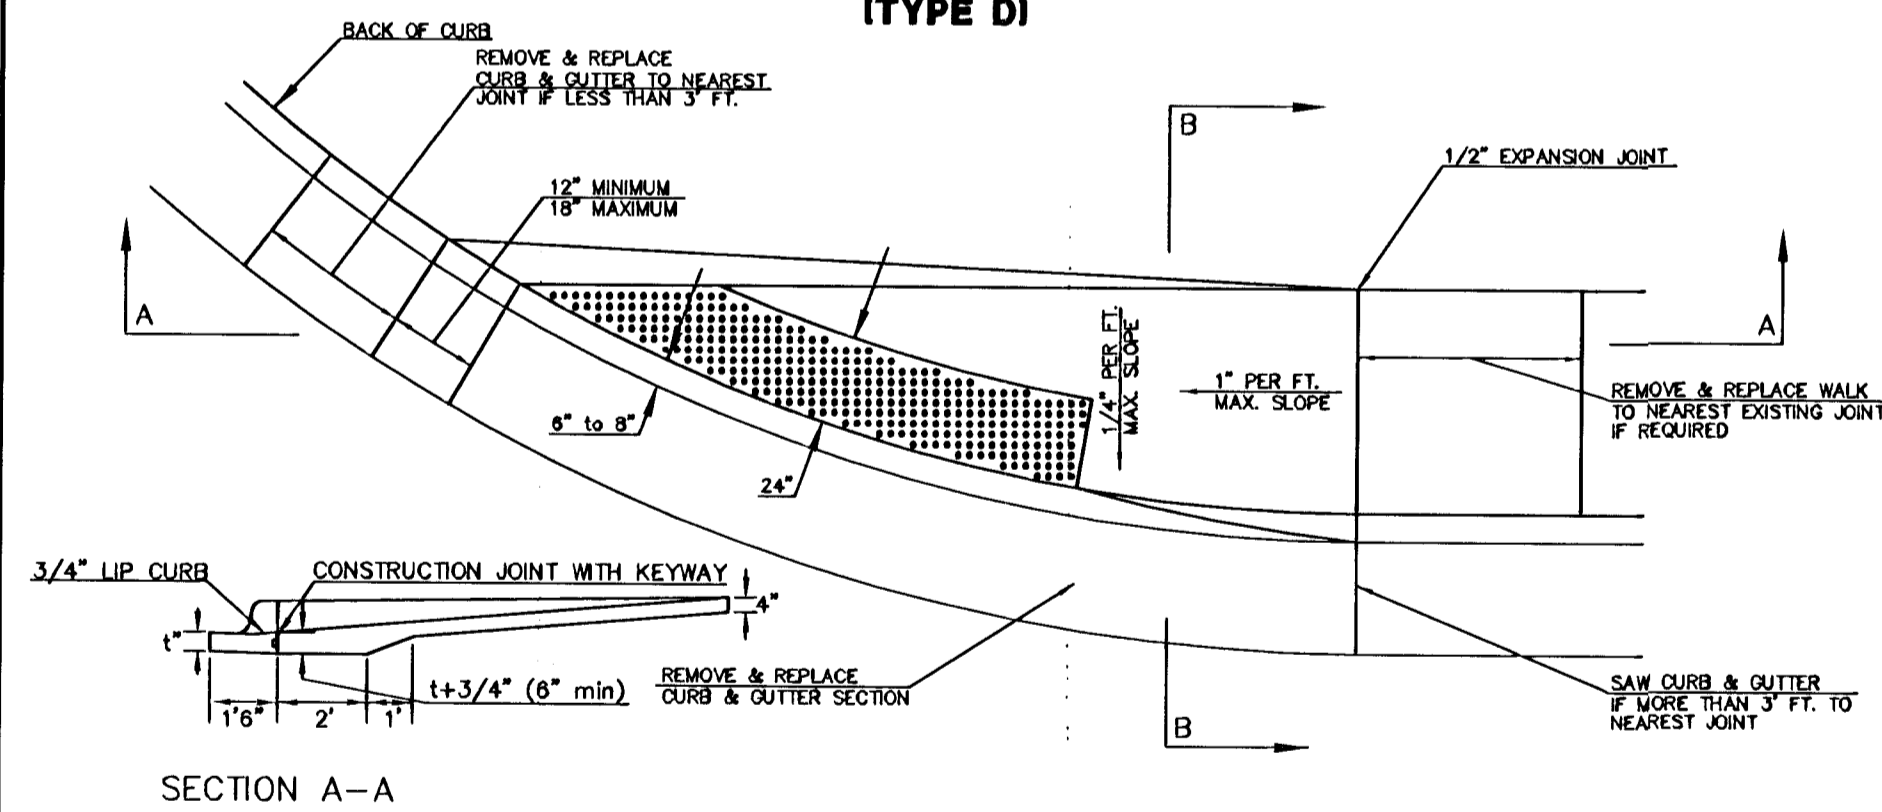 (TYPE D)
BACK OF CURB
REMOVE & REPLACE
CURB & GUTTER TO NEAREST
JOINT IF LESS THAN 3' FT.
12" MINIMUM
18" MAXIMUM
B
1/2" EXPANSION JOINT
A
A
1/4" PER FT.
MAX. SLOPE
1" PER FT.
MAX. SLOPE
REMOVE & REPLACE WALK
TO NEAREST EXISTING JOINT
IF REQUIRED
6" to 8"
24"
3/4" LIP CURB
CONSTRUCTION JOINT WITH KEYWAY
4"
t"
t+3/4" (6" min)
1'6"
2'
1'
REMOVE & REPLACE
CURB & GUTTER SECTION
SAW CURB & GUTTER
IF MORE THAN 3' FT. TO
NEAREST JOINT
B
SECTION A-A